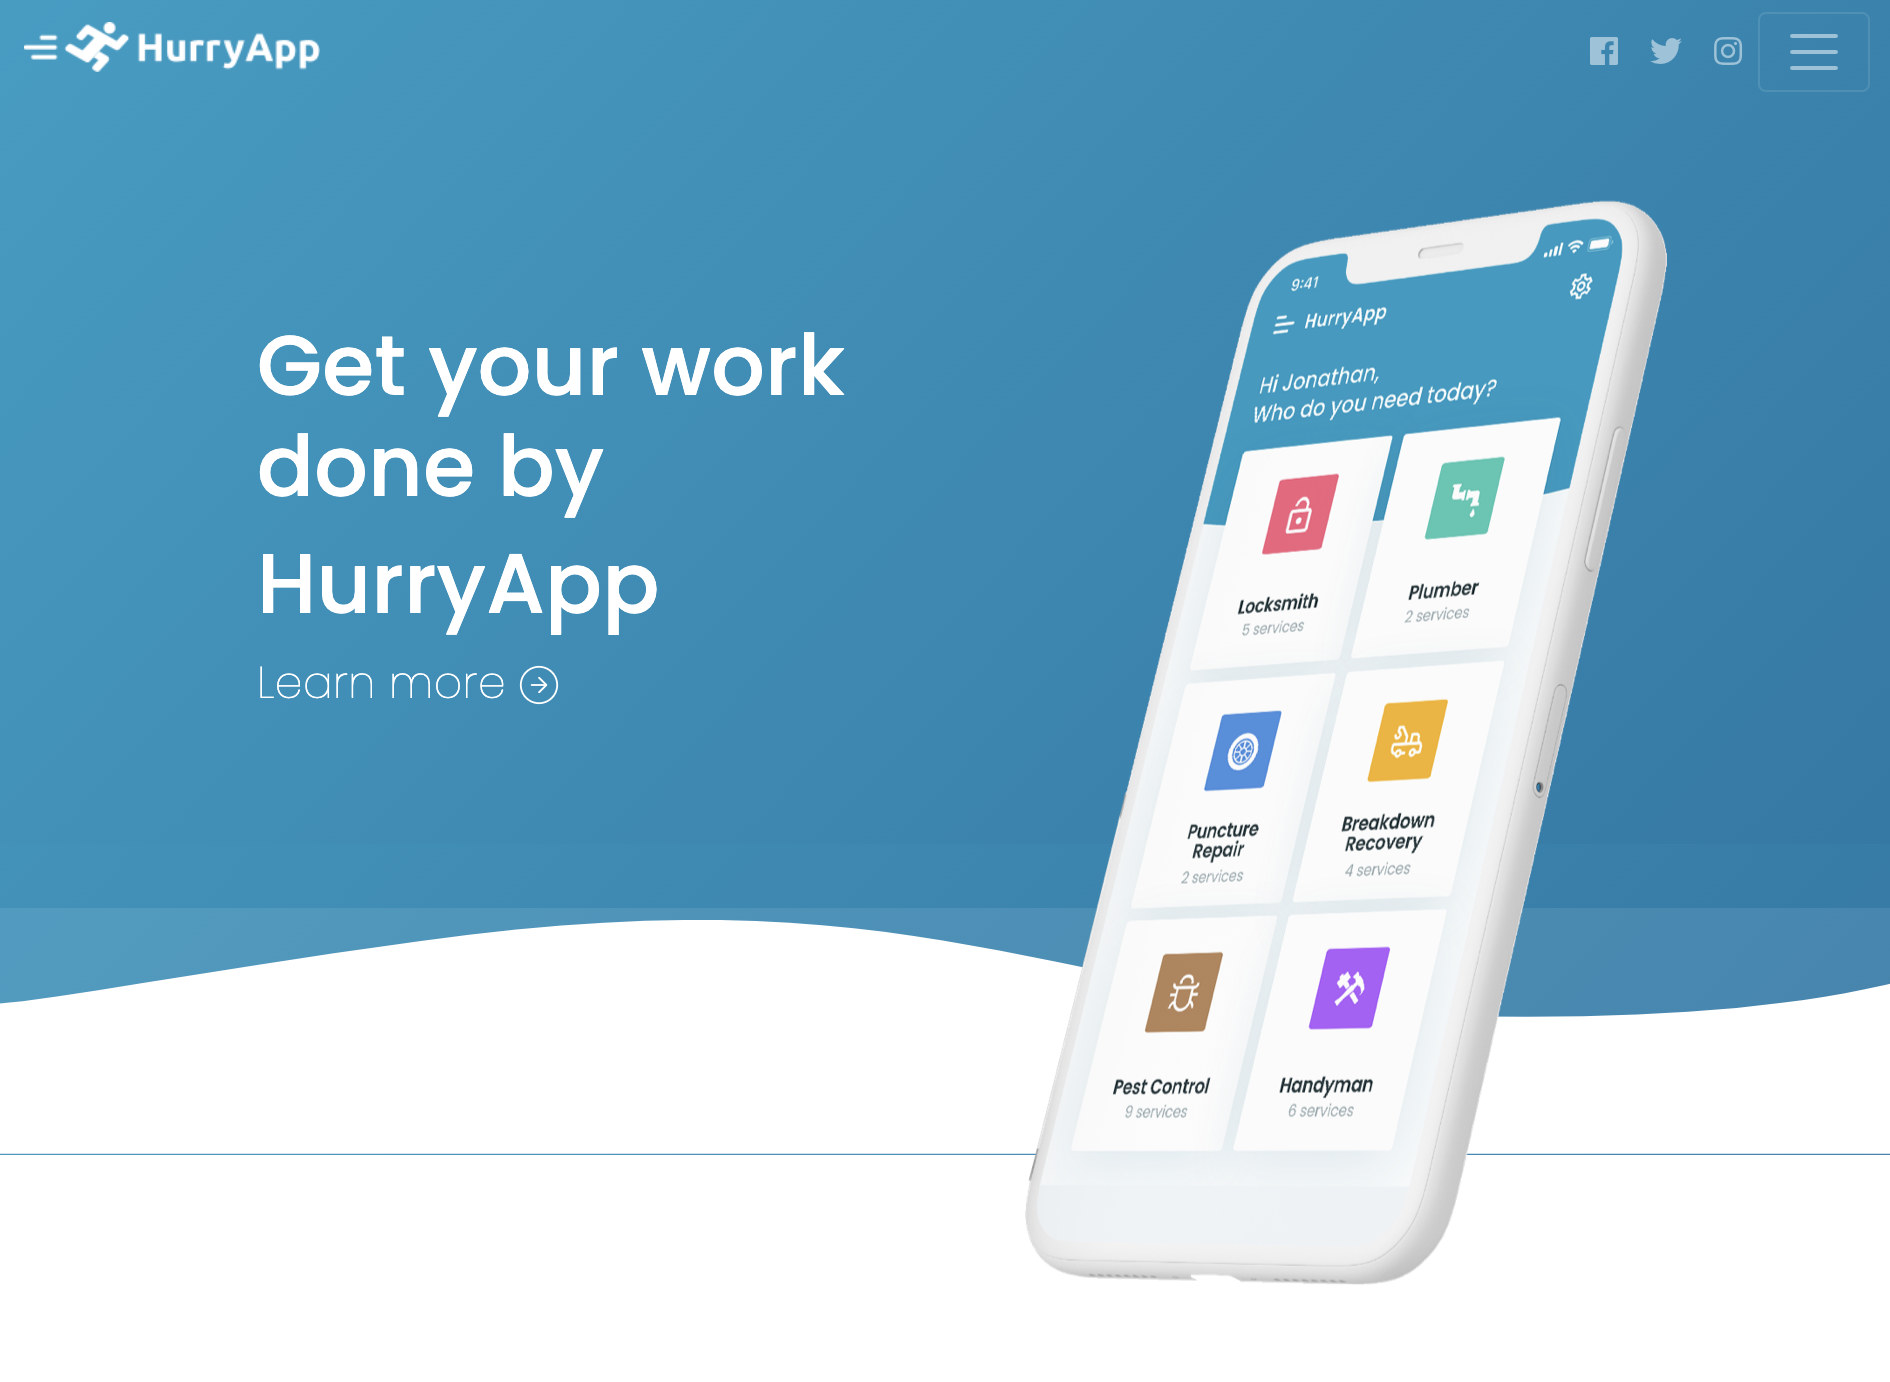 HurryApp
Get your work
done by
HurryApp
Learn more
9:41
HurryApp
Hi Jonathan,
Who do you need today?
Locksmith
5 services
Plumber
2 services
Puncture
Repair
2 services
Breakdown
Recovery
4 services
Pest Control
9 services
Handyman
6 services